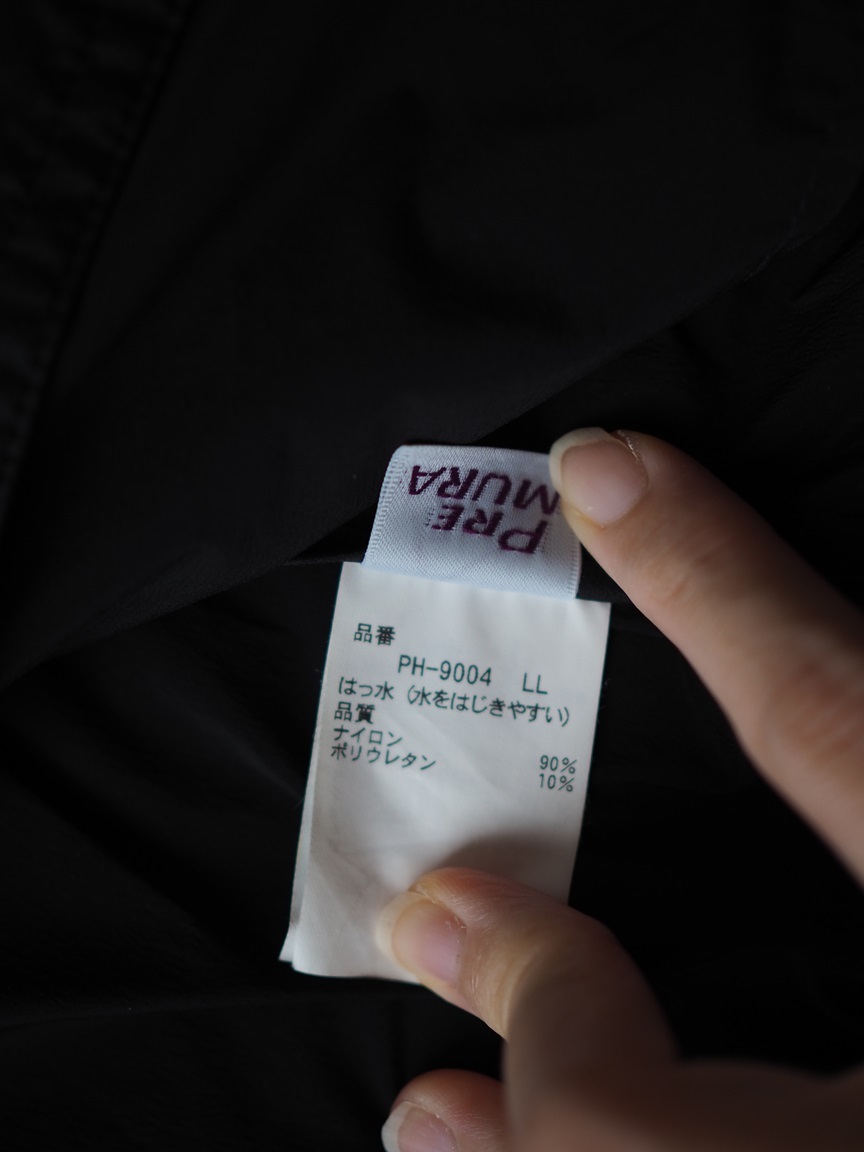 PRE
MURA
品番
PH-9004 LL
はっ水（水をはじきやすい）
品質
ナイロン 90%
ポリウレタン 10%